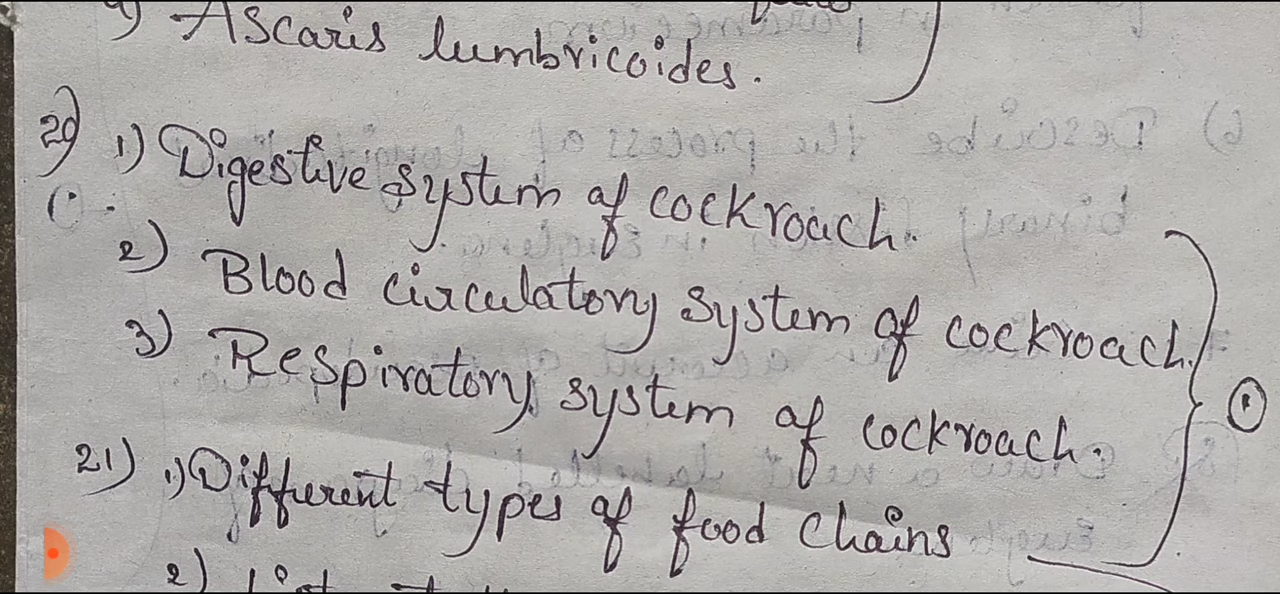 Ascaris lumbricoides.
20) 1) Digestive system of cockroach.
2) Blood circulatory system of cockroach.
3) Respiratory system of cockroach.
21) 1) Different types of food chains
2)